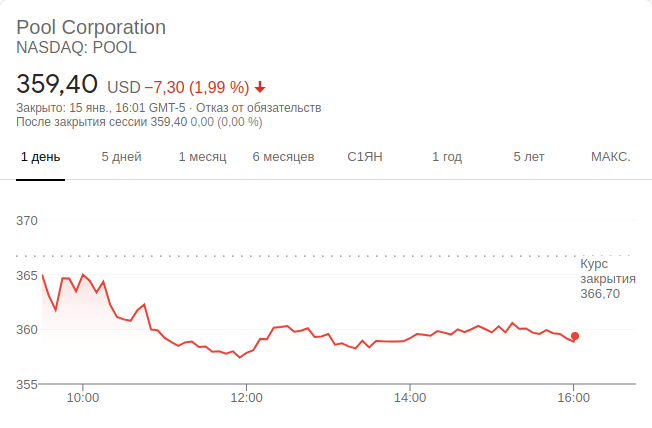 Pool Corporation
NASDAQ: POOL
359,40 USD −7,30 (1,99 %)
Закрыто: 15 янв., 16:01 GMT-5 · Отказ от обязательств
После закрытия сессии 359,40 0,00 (0,00 %)
1 день 5 дней 1 месяц 6 месяцев С1ЯН 1 год 5 лет МАКС.
370
365
360
355
Курс
закрытия
366,70
10:00 12:00 14:00 16:00